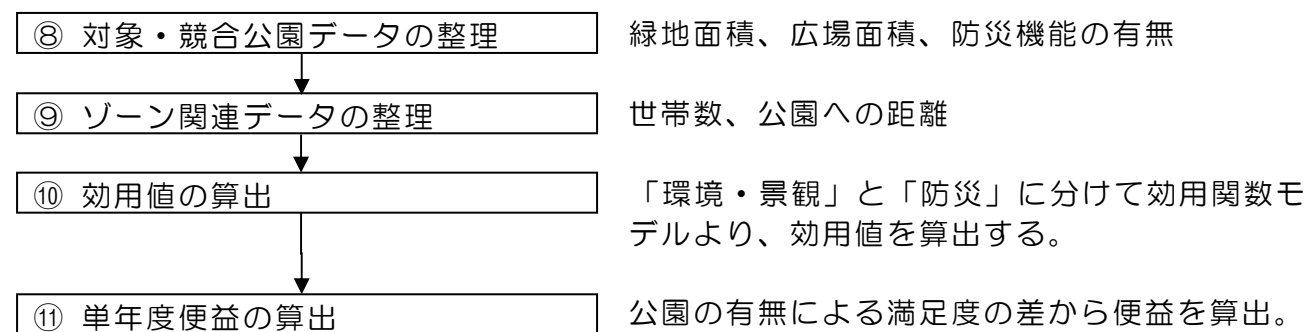 ⑧ 対象・競合公園データの整理
緑地面積、広場面積、防災機能の有無
⑨ ゾーン関連データの整理
世帯数、公園への距離
⑩ 効用値の算出
「環境・景観」と「防災」に分けて効用関数モ
デルより、効用値を算出する。
⑪ 単年度便益の算出
公園の有無による満足度の差から便益を算出。